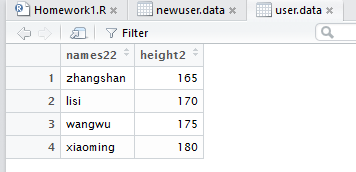 Homework1.R newuser.data user.data
Filter
names22 height2
1 zhangshan 165
2 lisi 170
3 wangwu 175
4 xiaoming 180